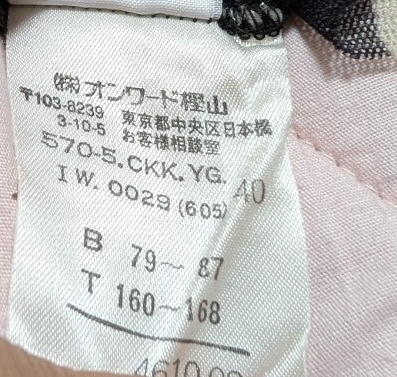 (株)オンワード樫山
〒103-8239 東京都中央区日本橋
3-10-5 お客様相談室
570-5.CKK.YG.
IW. 0029 (605) 40
B 79~87
T 160~168